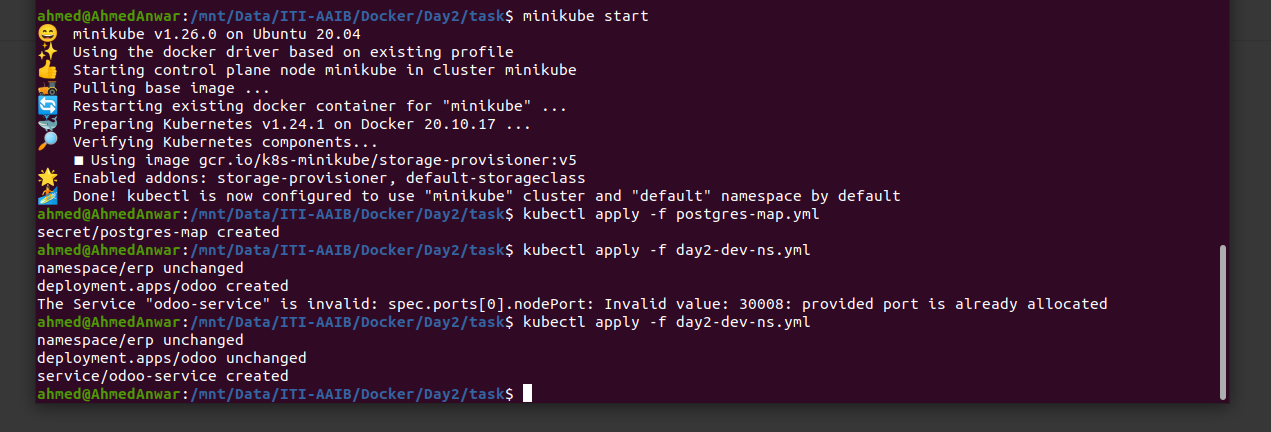 ahmed@AhmedAnwar:/mnt/Data/ITI-AAIB/Docker/Day2/task$ minikube start
😄 minikube v1.26.0 on Ubuntu 20.04
✨ Using the docker driver based on existing profile
👍 Starting control plane node minikube in cluster minikube
🚜 Pulling base image ...
🔄 Restarting existing docker container for "minikube" ...
🐳 Preparing Kubernetes v1.24.1 on Docker 20.10.17 ...
🔎 Verifying Kubernetes components...
■ Using image gcr.io/k8s-minikube/storage-provisioner:v5
🌟 Enabled addons: storage-provisioner, default-storageclass
🏄 Done! kubectl is now configured to use "minikube" cluster and "default" namespace by default
ahmed@AhmedAnwar:/mnt/Data/ITI-AAIB/Docker/Day2/task$ kubectl apply -f postgres-map.yml
secret/postgres-map created
ahmed@AhmedAnwar:/mnt/Data/ITI-AAIB/Docker/Day2/task$ kubectl apply -f day2-dev-ns.yml
namespace/erp unchanged
deployment.apps/odoo created
The Service "odoo-service" is invalid: spec.ports[0].nodePort: Invalid value: 30008: provided port is already allocated
ahmed@AhmedAnwar:/mnt/Data/ITI-AAIB/Docker/Day2/task$ kubectl apply -f day2-dev-ns.yml
namespace/erp unchanged
deployment.apps/odoo unchanged
service/odoo-service created
ahmed@AhmedAnwar:/mnt/Data/ITI-AAIB/Docker/Day2/task$